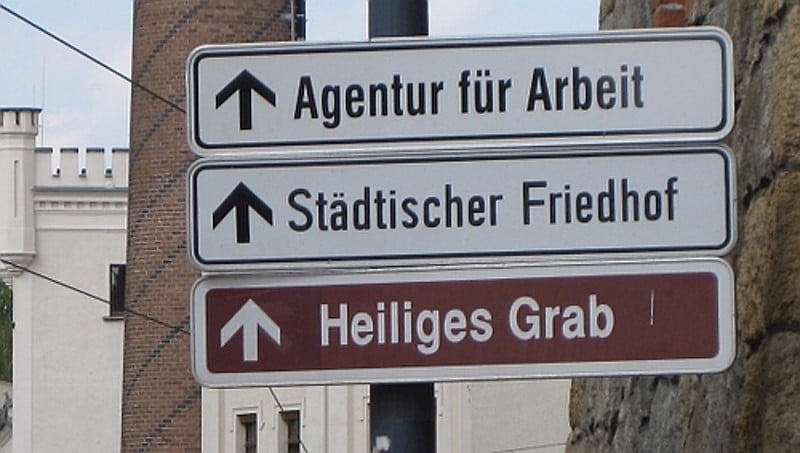 Agentur für Arbeit
Städtischer Friedhof
Heiliges Grab